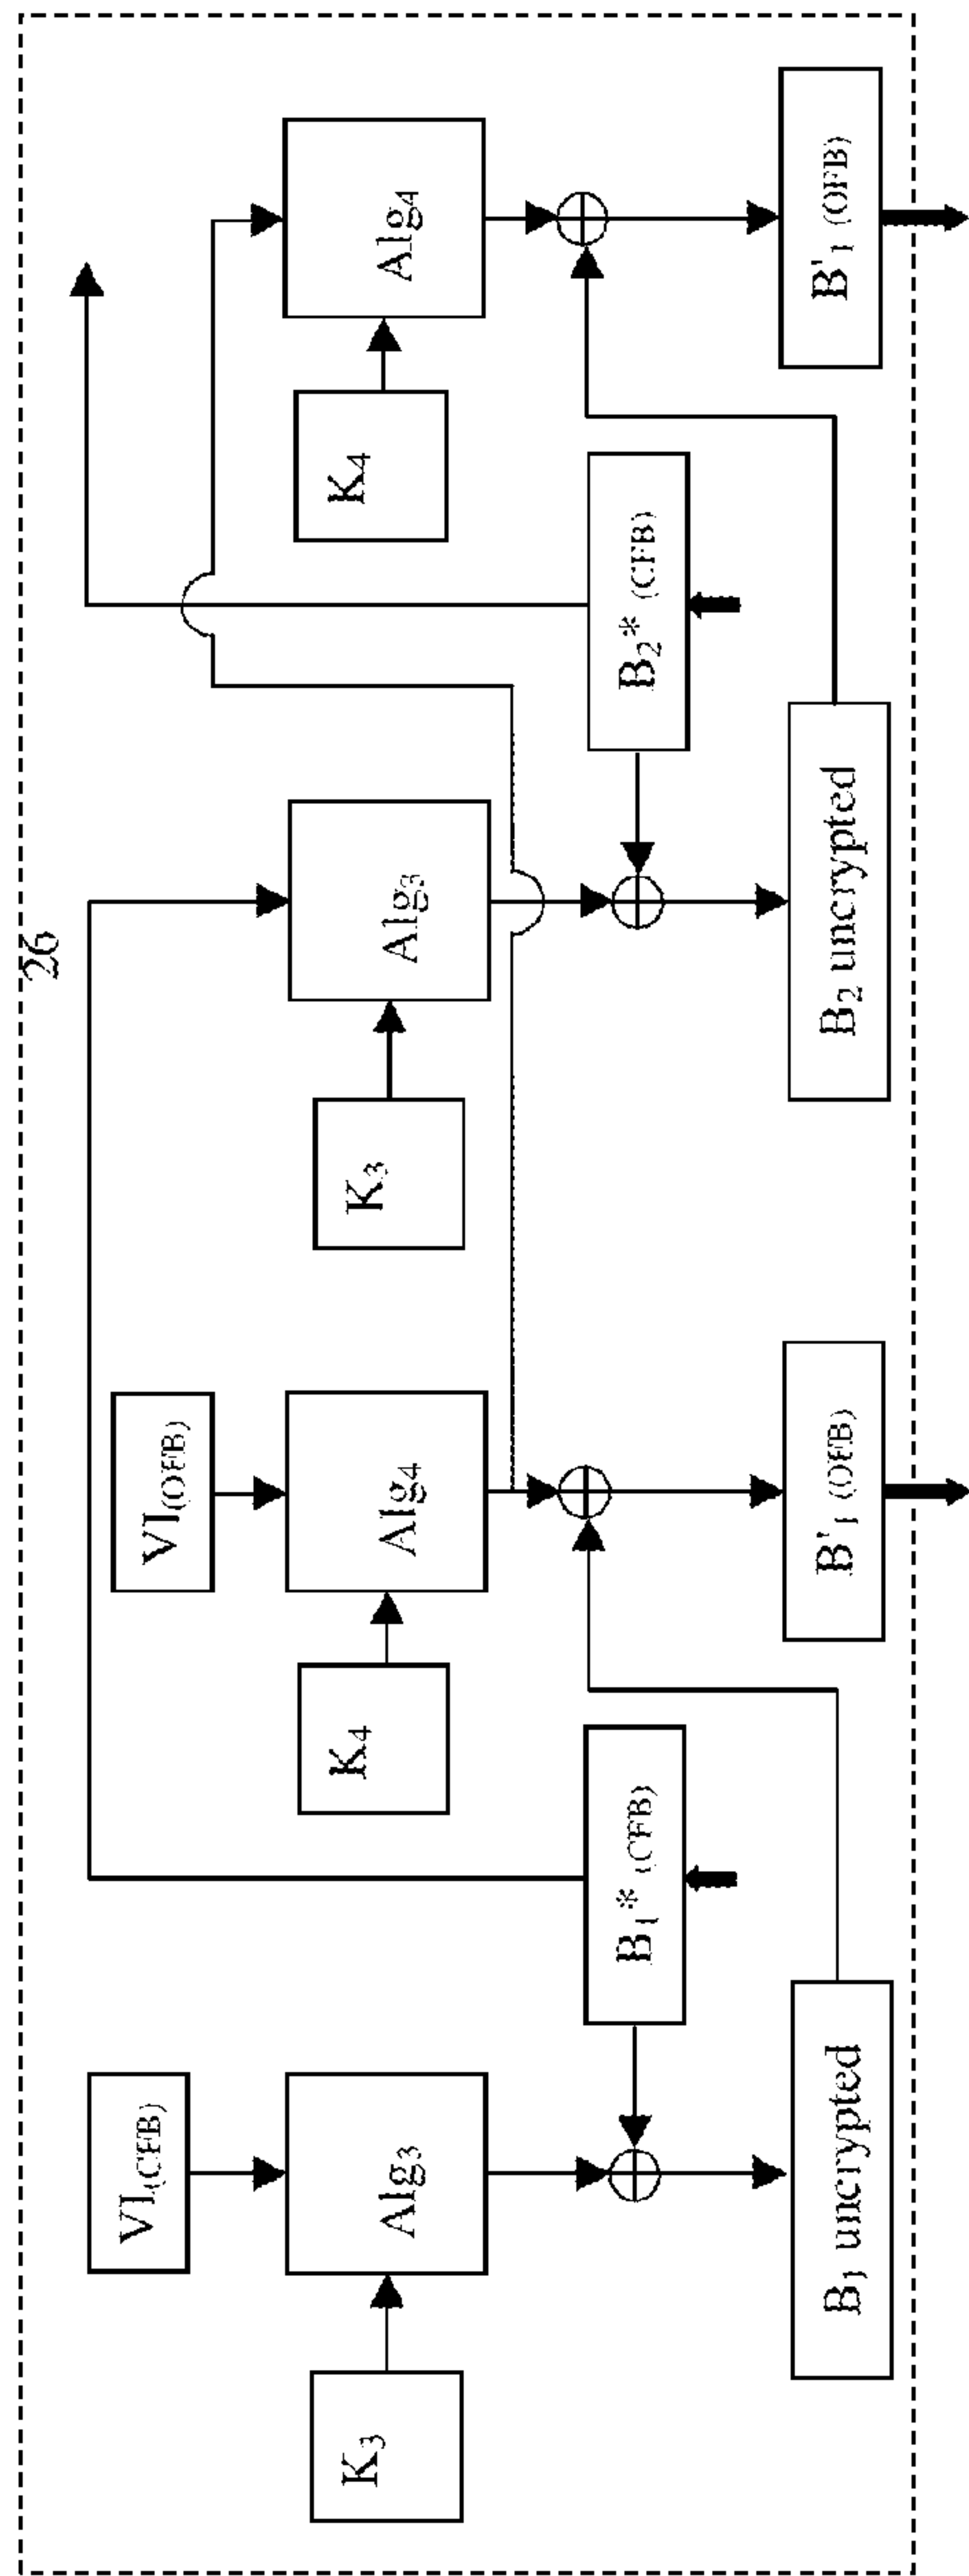 26
K3
VI(CFB)
Alg3
B1 uncrypted
B1* (CFB)
K4
VI(OFB)
Alg4
B'1 (OFB)
K3
Alg3
B2 uncrypted
B2* (CFB)
K4
Alg4
B'1 (OFB)